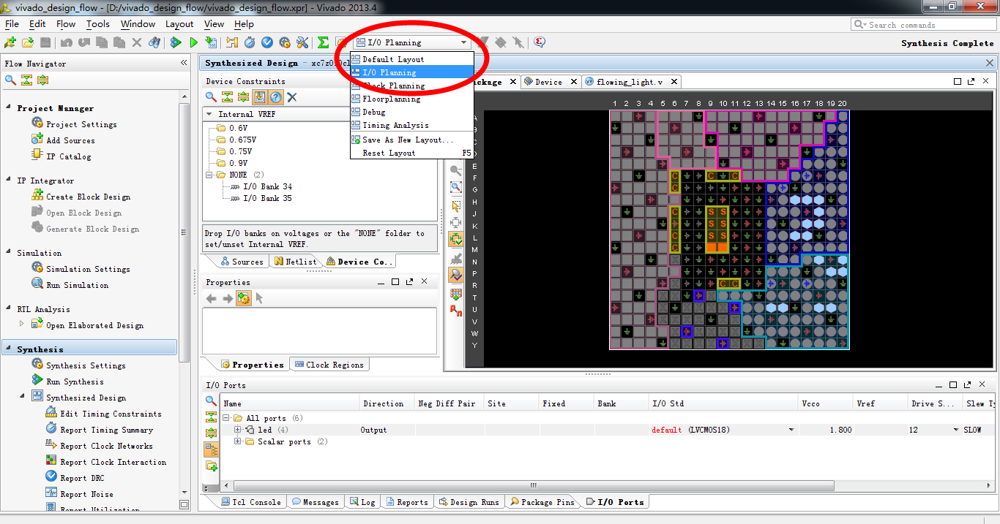 vivado_design_flow - [D:/vivado_design_flow/vivado_design_flow.xpr] - Vivado 2013.4
File Edit Flow Tools Window Layout View Help
Search commands
I/O Planning
Synthesis Complete
Default Layout
I/O Planning
Clock Planning
Floorplanning
Debug
Timing Analysis
Save As New Layout...
Reset Layout F5
Flow Navigator
Project Manager
Project Settings
Add Sources
IP Catalog
IP Integrator
Create Block Design
Open Block Design
Generate Block Design
Simulation
Simulation Settings
Run Simulation
RTL Analysis
Open Elaborated Design
Synthesis
Synthesis Settings
Run Synthesis
Synthesized Design
Edit Timing Constraints
Report Timing Summary
Report Clock Networks
Report Clock Interaction
Report DRC
Report Noise
Report Utilization
Synthesized Design -
Device Constraints
Internal VREF
0.6V
0.675V
0.75V
0.9V
NONE (2)
I/O Bank 34
I/O Bank 35
Drop I/O banks on voltages or the "NONE" folder to
set/unset Internal VREF.
Sources Netlist Device Co..
Properties
Properties Clock Regions
Package Device flowing_light.v
1 2 3 4 5 6 7 8 9 10 11 12 13 14 15 16 17 18 19 20
A
B
C
D
E
F
G
H
J
K
L
M
N
P
R
T
U
V
W
Y
C C C C
C
C S S
C S S
C S S
C
C C
I/O Ports
Name Direction Neg Diff Pair Site Fixed Bank I/O Std Vcco Vref Drive S... Slew Ty
All ports (6)
led (4) Output default (LVCMOS18) 1.800 12 SLOW
Scalar ports (2)
Tcl Console Messages Log Reports Design Runs Package Pins I/O Ports